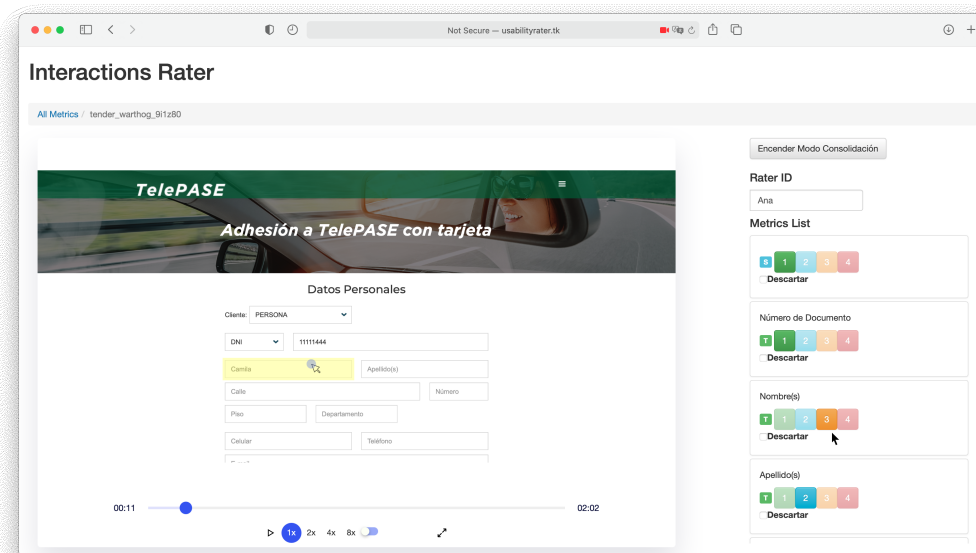 Not Secure — usabilityrater.tk
Interactions Rater
All Metrics / tender_warthog_9i1z80
Encender Modo Consolidación
Rater ID
Ana
Metrics List
S 1 2 3 4
Descartar
Número de Documento
T 1 2 3 4
Descartar
Nombre(s)
T 1 2 3 4
Descartar
Apellido(s)
T 1 2 3 4
Descartar
TelePASE
Adhesión a TelePASE con tarjeta
Datos Personales
Cliente: PERSONA
DNI 11111444
Camila Apellido(s)
Calle Número
Piso Departamento
Celular Teléfono
00:11 02:02
1x 2x 4x 8x